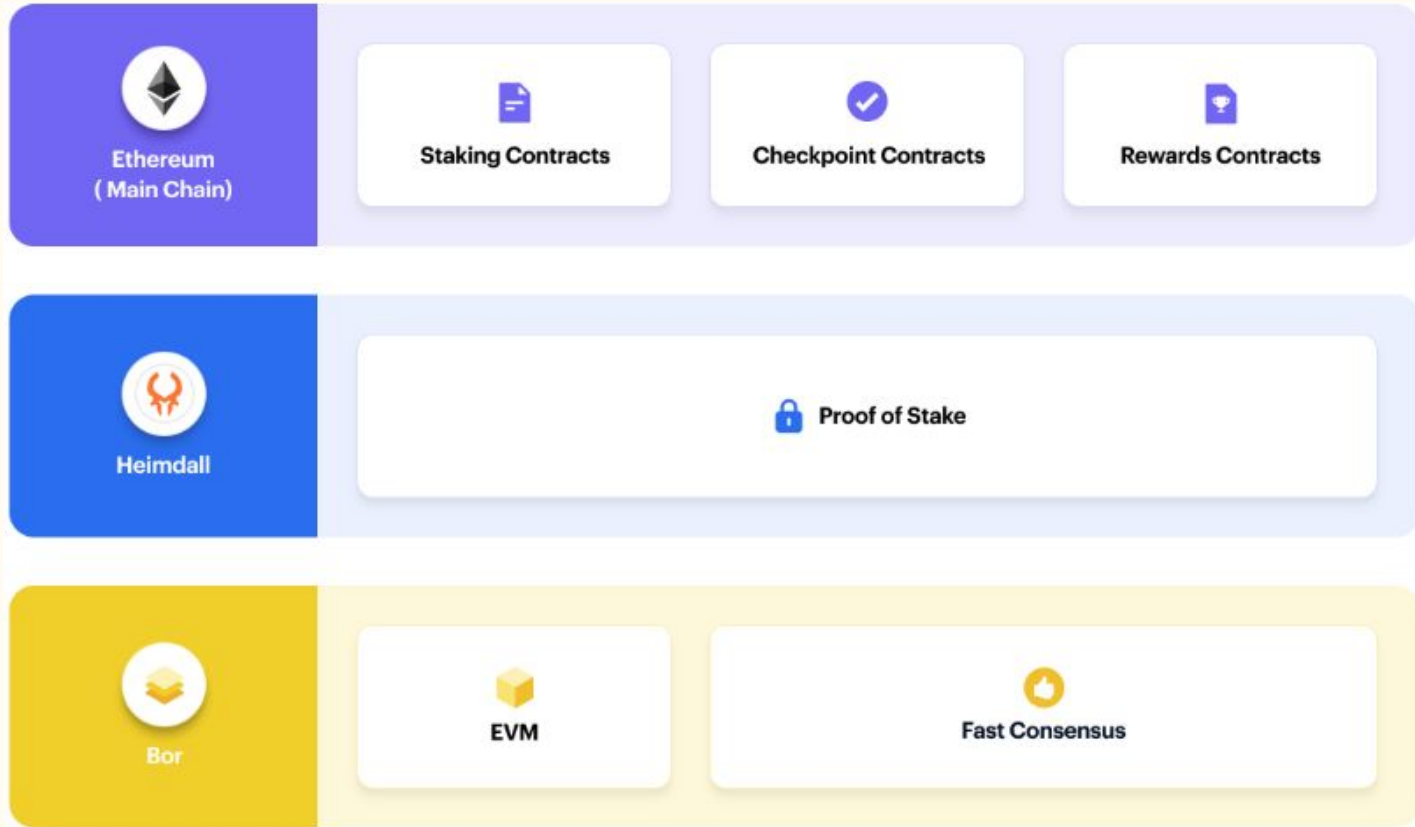 Ethereum
( Main Chain)
Staking Contracts
Checkpoint Contracts
Rewards Contracts
Heimdall
Proof of Stake
Bor
EVM
Fast Consensus